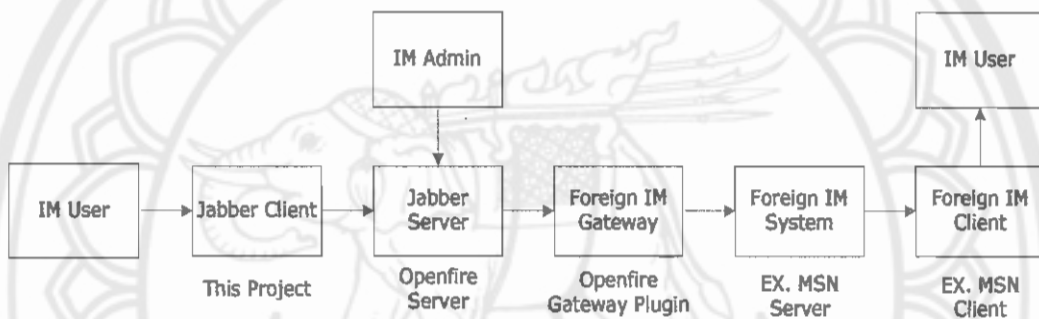 IM Admin
IM User
IM User
Jabber Client
Jabber
Server
Foreign IM
Gateway
Foreign IM
System
Foreign IM
Client
This Project
Openfire
Server
Openfire
Gateway Plugin
EX. MSN
Server
EX. MSN
Client